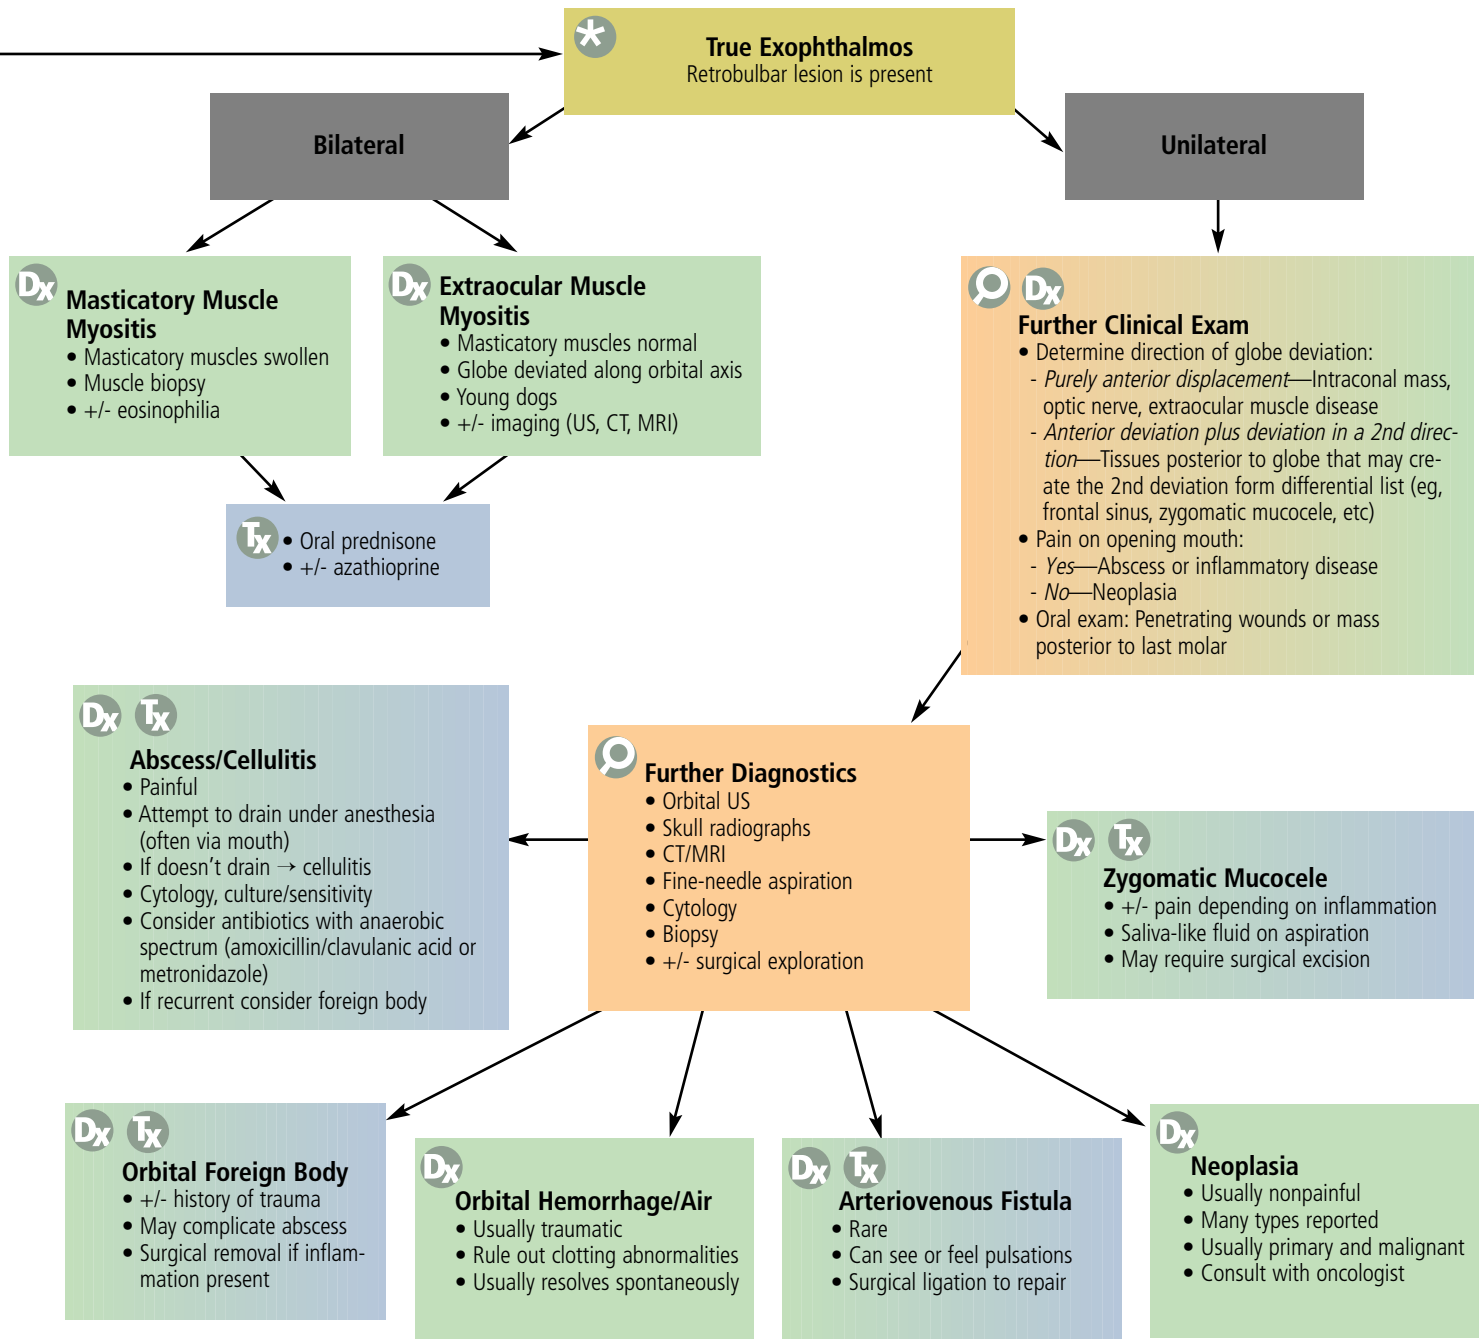 *
True Exophthalmos
Retrobulbar lesion is present
Bilateral
Unilateral
Dx
Masticatory Muscle
Myositis
• Masticatory muscles swollen
• Muscle biopsy
• +/- eosinophilia
Dx
Extraocular Muscle
Myositis
• Masticatory muscles normal
• Globe deviated along orbital axis
• Young dogs
• +/- imaging (US, CT, MRI)
Tx
• Oral prednisone
• +/- azathioprine
Dx
Further Clinical Exam
• Determine direction of globe deviation:
- Purely anterior displacement—Intraconal mass,
optic nerve, extraocular muscle disease
- Anterior deviation plus deviation in a 2nd direc-
tion—Tissues posterior to globe that may cre-
ate the 2nd deviation form differential list (eg,
frontal sinus, zygomatic mucocele, etc)
• Pain on opening mouth:
- Yes—Abscess or inflammatory disease
- No—Neoplasia
• Oral exam: Penetrating wounds or mass
posterior to last molar
Dx Tx
Abscess/Cellulitis
• Painful
• Attempt to drain under anesthesia
(often via mouth)
• If doesn't drain → cellulitis
• Cytology, culture/sensitivity
• Consider antibiotics with anaerobic
spectrum (amoxicillin/clavulanic acid or
metronidazole)
• If recurrent consider foreign body
Further Diagnostics
• Orbital US
• Skull radiographs
• CT/MRI
• Fine-needle aspiration
• Cytology
• Biopsy
• +/- surgical exploration
Dx Tx
Zygomatic Mucocele
• +/- pain depending on inflammation
• Saliva-like fluid on aspiration
• May require surgical excision
Dx Tx
Orbital Foreign Body
• +/- history of trauma
• May complicate abscess
• Surgical removal if inflam-
mation present
Dx
Orbital Hemorrhage/Air
• Usually traumatic
• Rule out clotting abnormalities
• Usually resolves spontaneously
Dx Tx
Arteriovenous Fistula
• Rare
• Can see or feel pulsations
• Surgical ligation to repair
Dx
Neoplasia
• Usually nonpainful
• Many types reported
• Usually primary and malignant
• Consult with oncologist